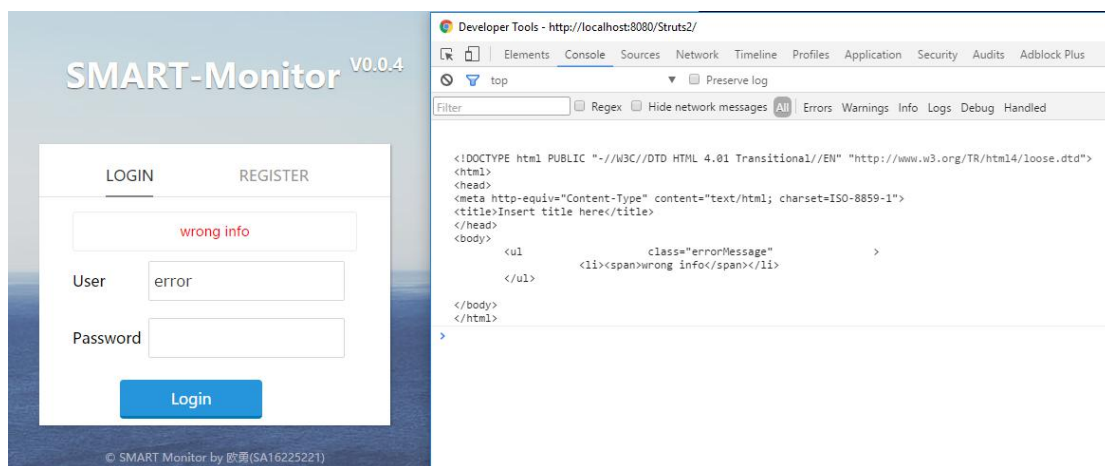 SMART-Monitor V0.0.4
LOGIN REGISTER
wrong info
User error
Password
Login
© SMART Monitor by 欧勇(SA16225221)
Developer Tools - http://localhost:8080/Struts2/
Elements Console Sources Network Timeline Profiles Application Security Audits Adblock Plus
top ▼ Preserve log
Filter Regex Hide network messages All Errors Warnings Info Logs Debug Handled
<!DOCTYPE html PUBLIC "-//W3C//DTD HTML 4.01 Transitional//EN" "http://www.w3.org/TR/html4/loose.dtd">
<html>
<head>
<meta http-equiv="Content-Type" content="text/html; charset=ISO-8859-1">
<title>Insert title here</title>
</head>
<body>
<ul class="errorMessage" >
<li><span>wrong info</span></li>
</ul>
</body>
</html>
>